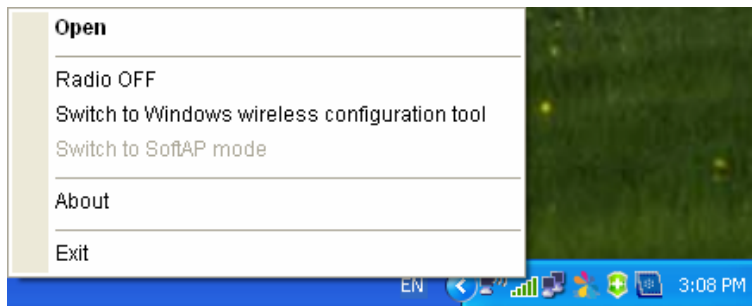 Open
Radio OFF
Switch to Windows wireless configuration tool
Switch to SoftAP mode
About
Exit
EN 3:08 PM